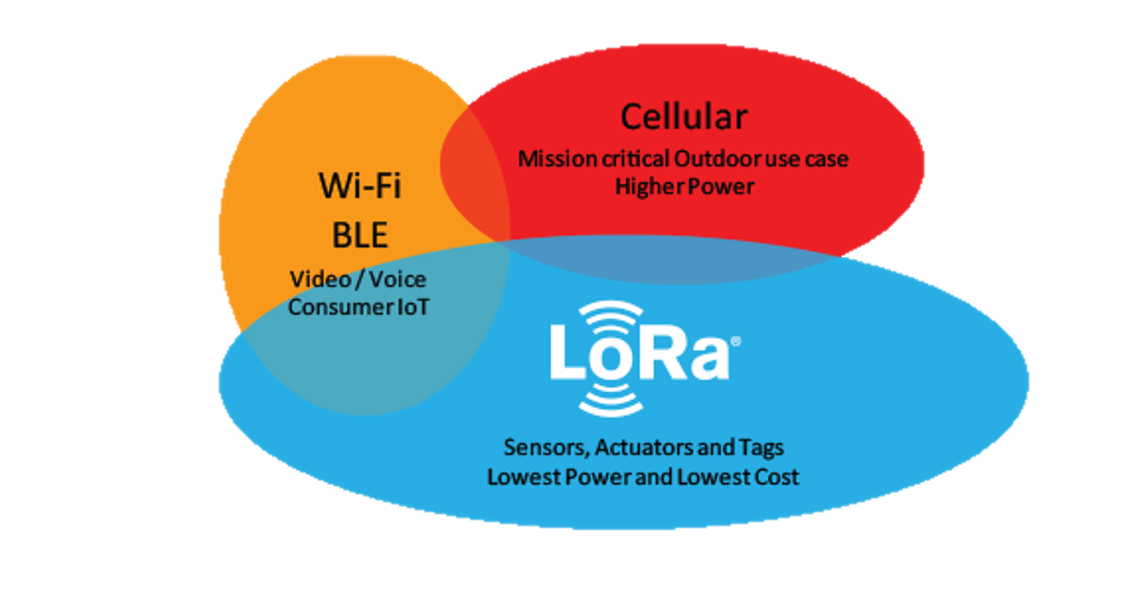 Cellular
Mission critical Outdoor use case
Higher Power
Wi-Fi
BLE
Video / Voice
Consumer IoT
LoRa®
Sensors, Actuators and Tags
Lowest Power and Lowest Cost